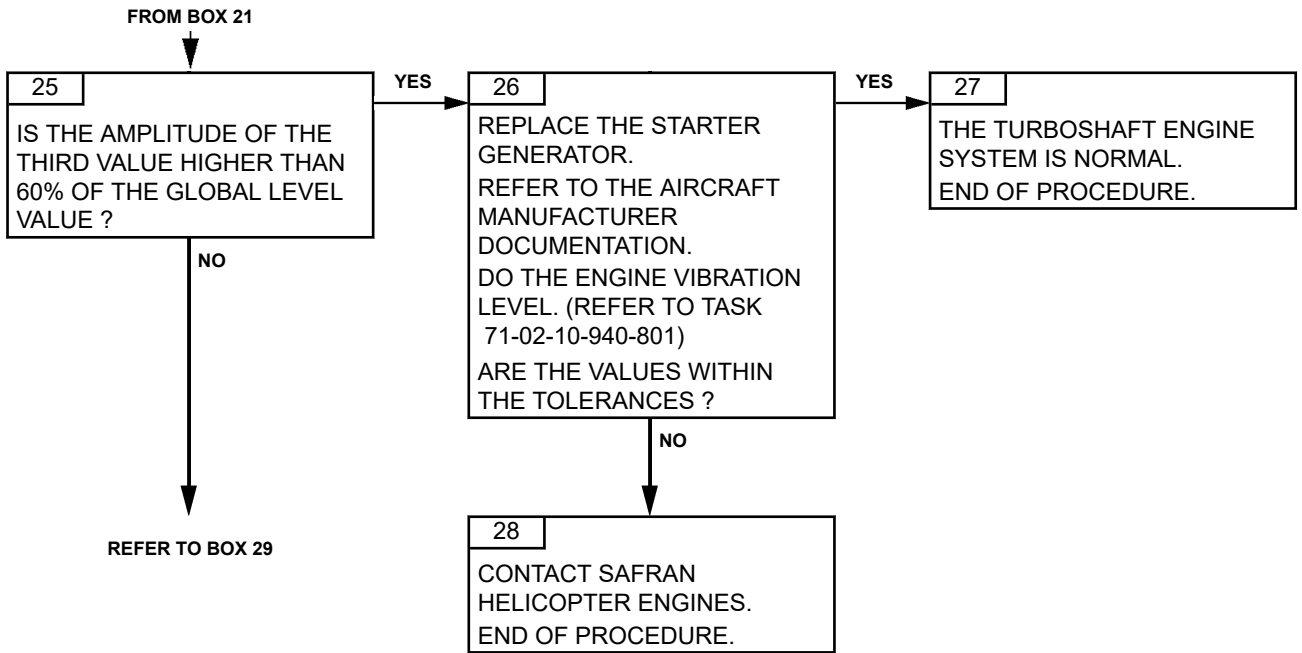 FROM BOX 21
25
IS THE AMPLITUDE OF THE
THIRD VALUE HIGHER THAN
60% OF THE GLOBAL LEVEL
VALUE ?
YES
26
REPLACE THE STARTER
GENERATOR.
REFER TO THE AIRCRAFT
MANUFACTURER
DOCUMENTATION.
DO THE ENGINE VIBRATION
LEVEL. (REFER TO TASK
71-02-10-940-801)
ARE THE VALUES WITHIN
THE TOLERANCES ?
YES
27
THE TURBOSHAFT ENGINE
SYSTEM IS NORMAL.
END OF PROCEDURE.
NO
REFER TO BOX 29
NO
28
CONTACT SAFRAN
HELICOPTER ENGINES.
END OF PROCEDURE.